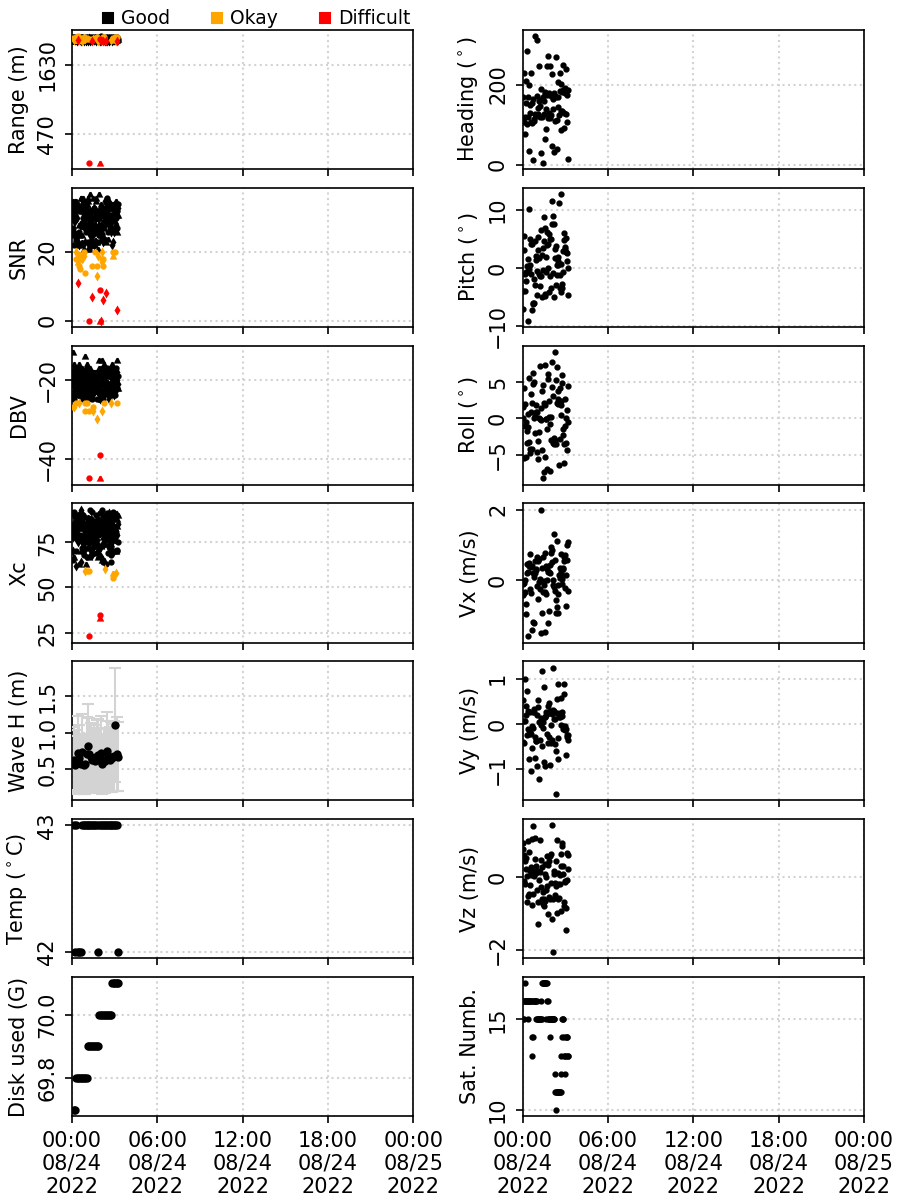 Good Okay Difficult
Range (m)
1630
470
Heading (°)
200
0
SNR
20
0
Pitch (°)
10
0
−10
DBV
−20
−40
Roll (°)
5
0
−5
Xc
75
50
25
Vx (m/s)
2
0
Wave H (m)
1.5
1.0
0.5
Vy (m/s)
1
0
−1
Temp (°C)
43
42
Vz (m/s)
0
−2
Disk used (G)
70.0
69.8
Sat. Numb.
15
10
00:00 06:00 12:00 18:00 00:00 00:00 06:00 12:00 18:00 00:00
08/24 08/24 08/24 08/24 08/25 08/24 08/24 08/24 08/24 08/25
2022 2022 2022 2022 2022 2022 2022 2022 2022 2022